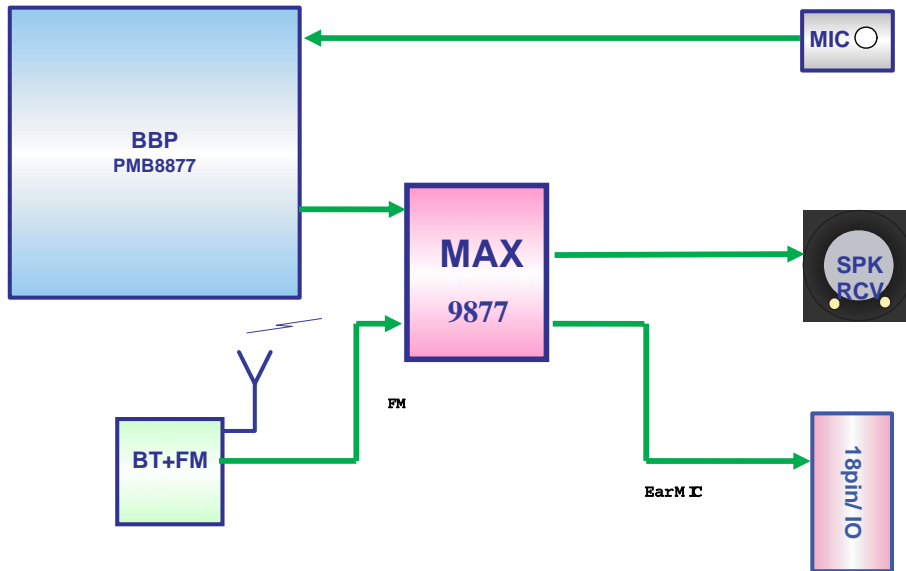 MIC
BBP
PMB8877
MAX
9877
SPK
RCV
FM
BT+FM
EarMIC
18pin/ IO